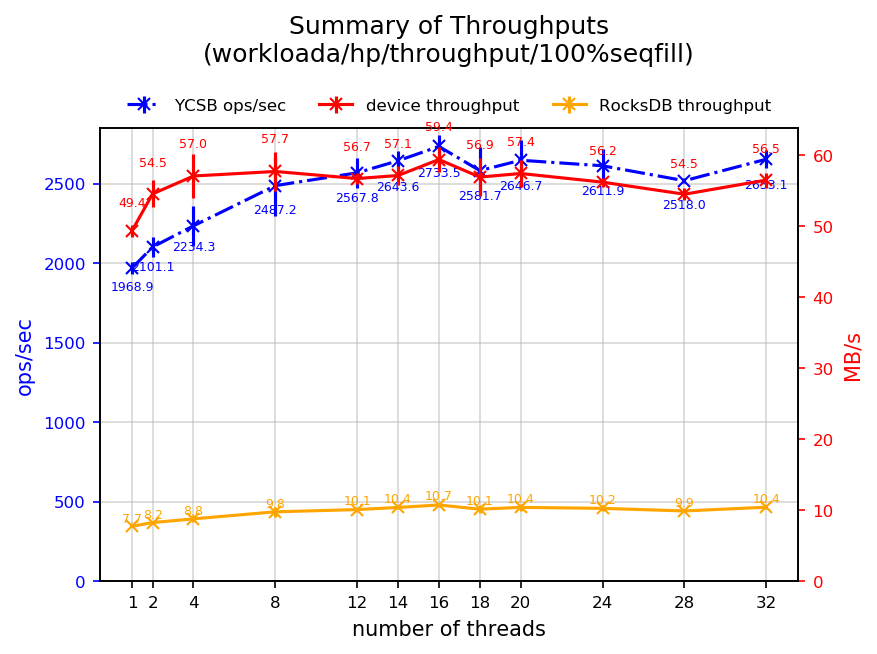 Summary of Throughputs
(workloada/hp/throughput/100%seqfill)
YCSB ops/sec device throughput RocksDB throughput
59.4
57.0 57.7 56.7 57.1 56.9 57.4 56.2 54.5 56.5
54.5
49.4
2733.5
2567.8 2643.6 2581.7 2646.7 2611.9 2518.0 2653.1
2487.2
2234.3
2101.1
1968.9
7.7 8.2 8.8 9.8 10.1 10.4 10.7 10.1 10.4 10.2 9.9 10.4
2500
2000
1500
1000
500
0
ops/sec
60
50
40
30
20
10
0
MB/s
1 2 4 8 12 14 16 18 20 24 28 32
number of threads